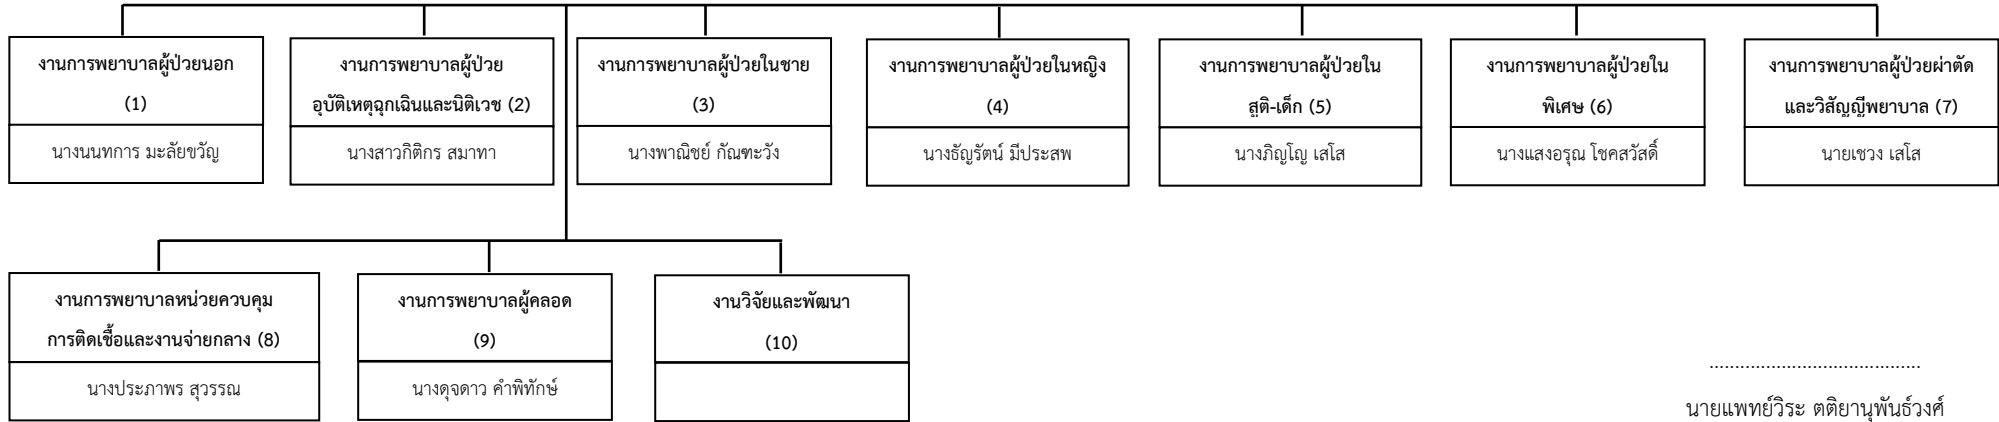 งานการพยาบาลผู้ป่วยนอก
(1)
นางนนทการ มะลัยขวัญ
งานการพยาบาลผู้ป่วย
อุบัติเหตุฉุกเฉินและนิติเวช (2)
นางสาวกิติกร สมาทา
งานการพยาบาลผู้ป่วยในชาย
(3)
นางพาณิชย์ กัณฑะวัง
งานการพยาบาลผู้ป่วยในหญิง
(4)
นางธัญรัตน์ มีประสพ
งานการพยาบาลผู้ป่วยใน
สูติ-เด็ก (5)
นางภิญโญ เสโส
งานการพยาบาลผู้ป่วยใน
พิเศษ (6)
นางแสงอรุณ โชคสวัสดิ์
งานการพยาบาลผู้ป่วยผ่าตัด
และวิสัญญีพยาบาล (7)
นายเชวง เสโส
งานการพยาบาลหน่วยควบคุม
การติดเชื้อและงานจ่ายกลาง (8)
นางประภาพร สุวรรณ
งานการพยาบาลผู้คลอด
(9)
นางดุจดาว คำพิทักษ์
งานวิจัยและพัฒนา
(10)
.........................................
นายแพทย์วิระ ตติยานุพันธ์วงศ์